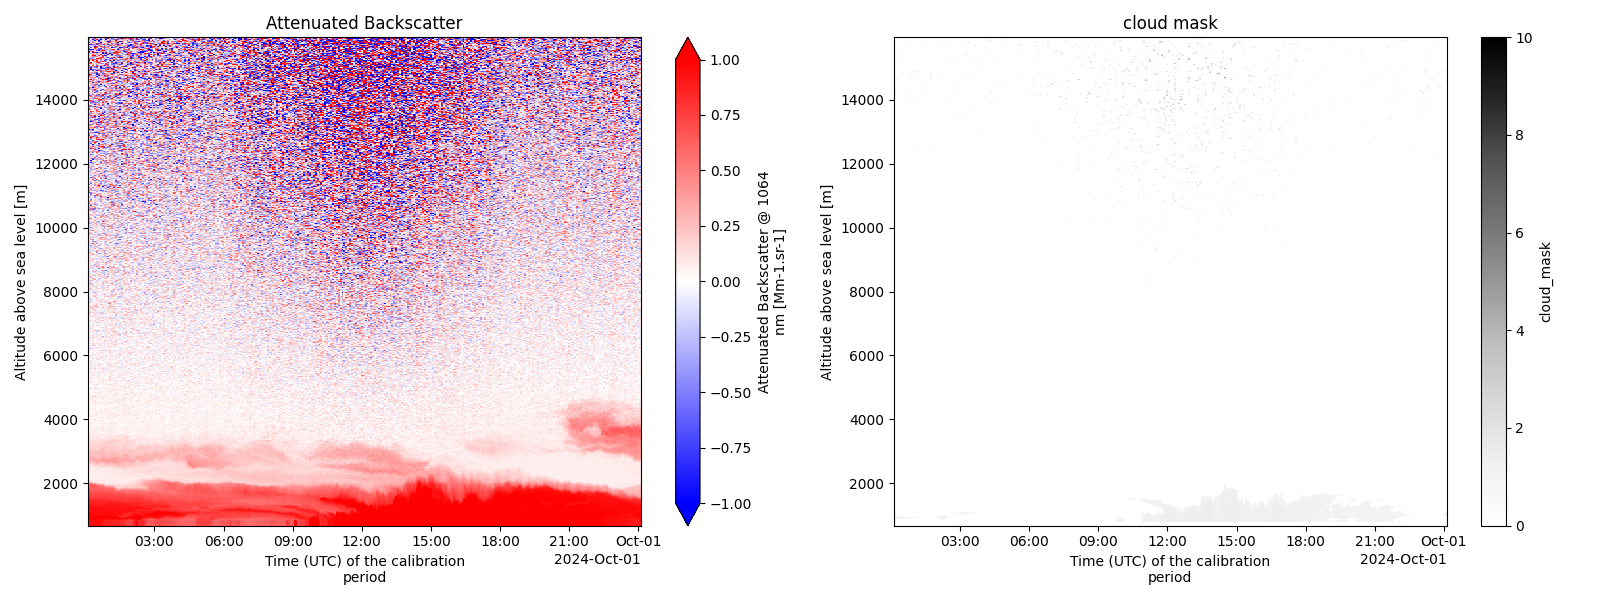 Attenuated Backscatter
14000
12000
10000
8000
6000
4000
2000
Altitude above sea level [m]
03:00 06:00 09:00 12:00 15:00 18:00 21:00 Oct-01
2024-Oct-01
Time (UTC) of the calibration
period
1.00
0.75
0.50
0.25
0.00
−0.25
−0.50
−0.75
−1.00
Attenuated Backscatter @ 1064
nm [Mm-1.sr-1]
cloud mask
14000
12000
10000
8000
6000
4000
2000
Altitude above sea level [m]
03:00 06:00 09:00 12:00 15:00 18:00 21:00 Oct-01
2024-Oct-01
Time (UTC) of the calibration
period
10
8
6
4
2
0
cloud_mask